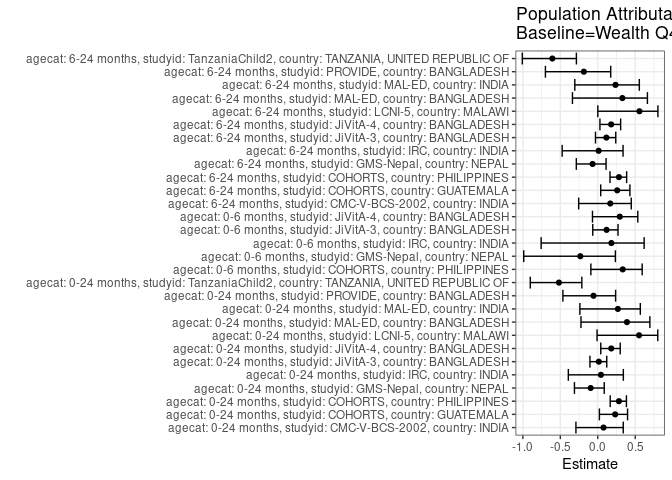 Population Attributa
Baseline=Wealth Q4
agecat: 6-24 months, studyid: TanzaniaChild2, country: TANZANIA, UNITED REPUBLIC OF
agecat: 6-24 months, studyid: PROVIDE, country: BANGLADESH
agecat: 6-24 months, studyid: MAL-ED, country: INDIA
agecat: 6-24 months, studyid: MAL-ED, country: BANGLADESH
agecat: 6-24 months, studyid: LCNI-5, country: MALAWI
agecat: 6-24 months, studyid: JiVitA-4, country: BANGLADESH
agecat: 6-24 months, studyid: JiVitA-3, country: BANGLADESH
agecat: 6-24 months, studyid: IRC, country: INDIA
agecat: 6-24 months, studyid: GMS-Nepal, country: NEPAL
agecat: 6-24 months, studyid: COHORTS, country: PHILIPPINES
agecat: 6-24 months, studyid: COHORTS, country: GUATEMALA
agecat: 6-24 months, studyid: CMC-V-BCS-2002, country: INDIA
agecat: 0-6 months, studyid: JiVitA-4, country: BANGLADESH
agecat: 0-6 months, studyid: JiVitA-3, country: BANGLADESH
agecat: 0-6 months, studyid: IRC, country: INDIA
agecat: 0-6 months, studyid: GMS-Nepal, country: NEPAL
agecat: 0-6 months, studyid: COHORTS, country: PHILIPPINES
agecat: 0-24 months, studyid: TanzaniaChild2, country: TANZANIA, UNITED REPUBLIC OF
agecat: 0-24 months, studyid: PROVIDE, country: BANGLADESH
agecat: 0-24 months, studyid: MAL-ED, country: INDIA
agecat: 0-24 months, studyid: MAL-ED, country: BANGLADESH
agecat: 0-24 months, studyid: LCNI-5, country: MALAWI
agecat: 0-24 months, studyid: JiVitA-4, country: BANGLADESH
agecat: 0-24 months, studyid: JiVitA-3, country: BANGLADESH
agecat: 0-24 months, studyid: IRC, country: INDIA
agecat: 0-24 months, studyid: GMS-Nepal, country: NEPAL
agecat: 0-24 months, studyid: COHORTS, country: PHILIPPINES
agecat: 0-24 months, studyid: COHORTS, country: GUATEMALA
agecat: 0-24 months, studyid: CMC-V-BCS-2002, country: INDIA
-1.0 -0.5 0.0 0.5
Estimate